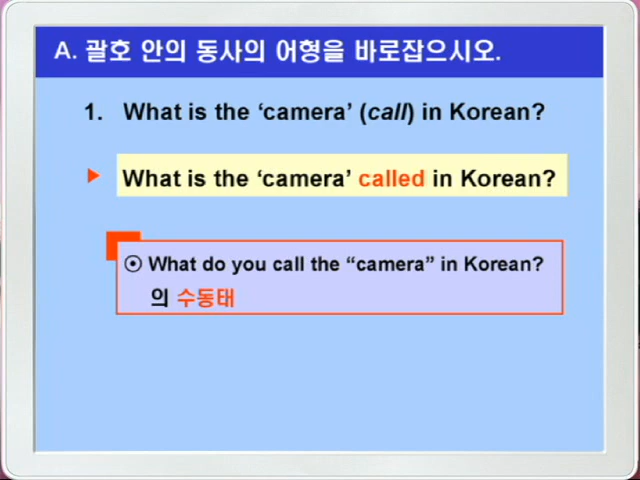 A. 괄호 안의 동사의 어형을 바로잡으시오.
1. What is the ‘camera’ (call) in Korean?
What is the ‘camera’ called in Korean?
⊙ What do you call the “camera” in Korean?
의 수동태